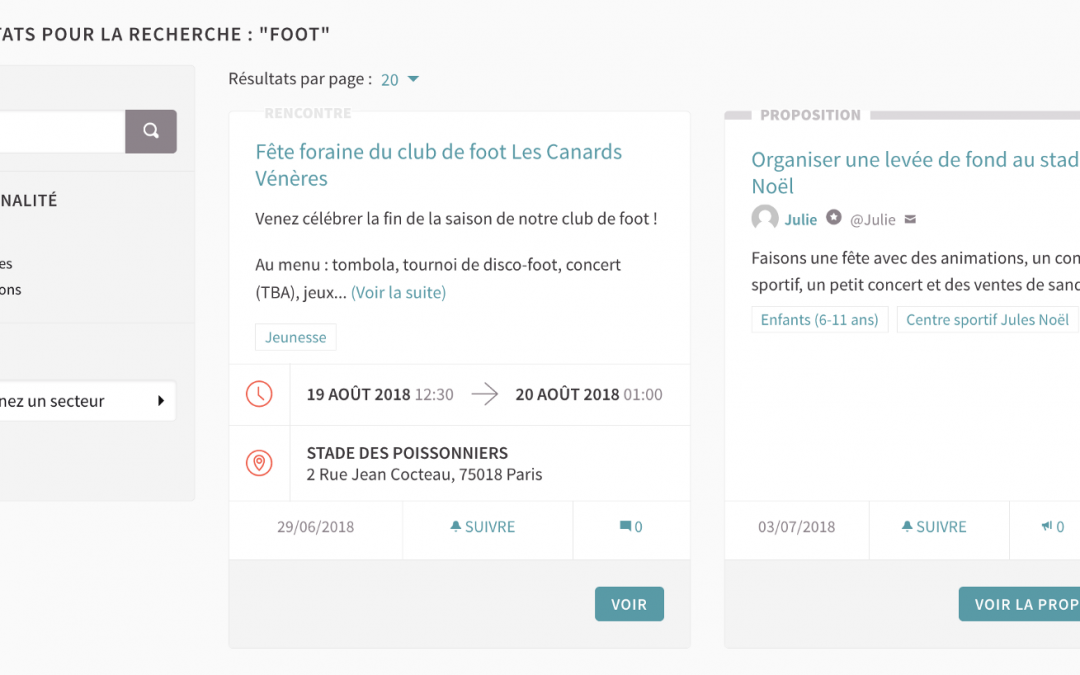 TATS POUR LA RECHERCHE : "FOOT"
Résultats par page : 20
NALITÉ
es
ons
nez un secteur
RENCONTRE
Fête foraine du club de foot Les Canards
Vénères
Venez célébrer la fin de la saison de notre club de foot !
Au menu : tombola, tournoi de disco-foot, concert
(TBA), jeux... (Voir la suite)
Jeunesse
19 AOÛT 2018 12:30 20 AOÛT 2018 01:00
STADE DES POISSONNIERS
2 Rue Jean Cocteau, 75018 Paris
29/06/2018 SUIVRE 0
VOIR
PROPOSITION
Organiser une levée de fond au stad
Noël
Julie @Julie
Faisons une fête avec des animations, un con
sportif, un petit concert et des ventes de sand
Enfants (6-11 ans) Centre sportif Jules Noël
03/07/2018 SUIVRE 0
VOIR LA PROP